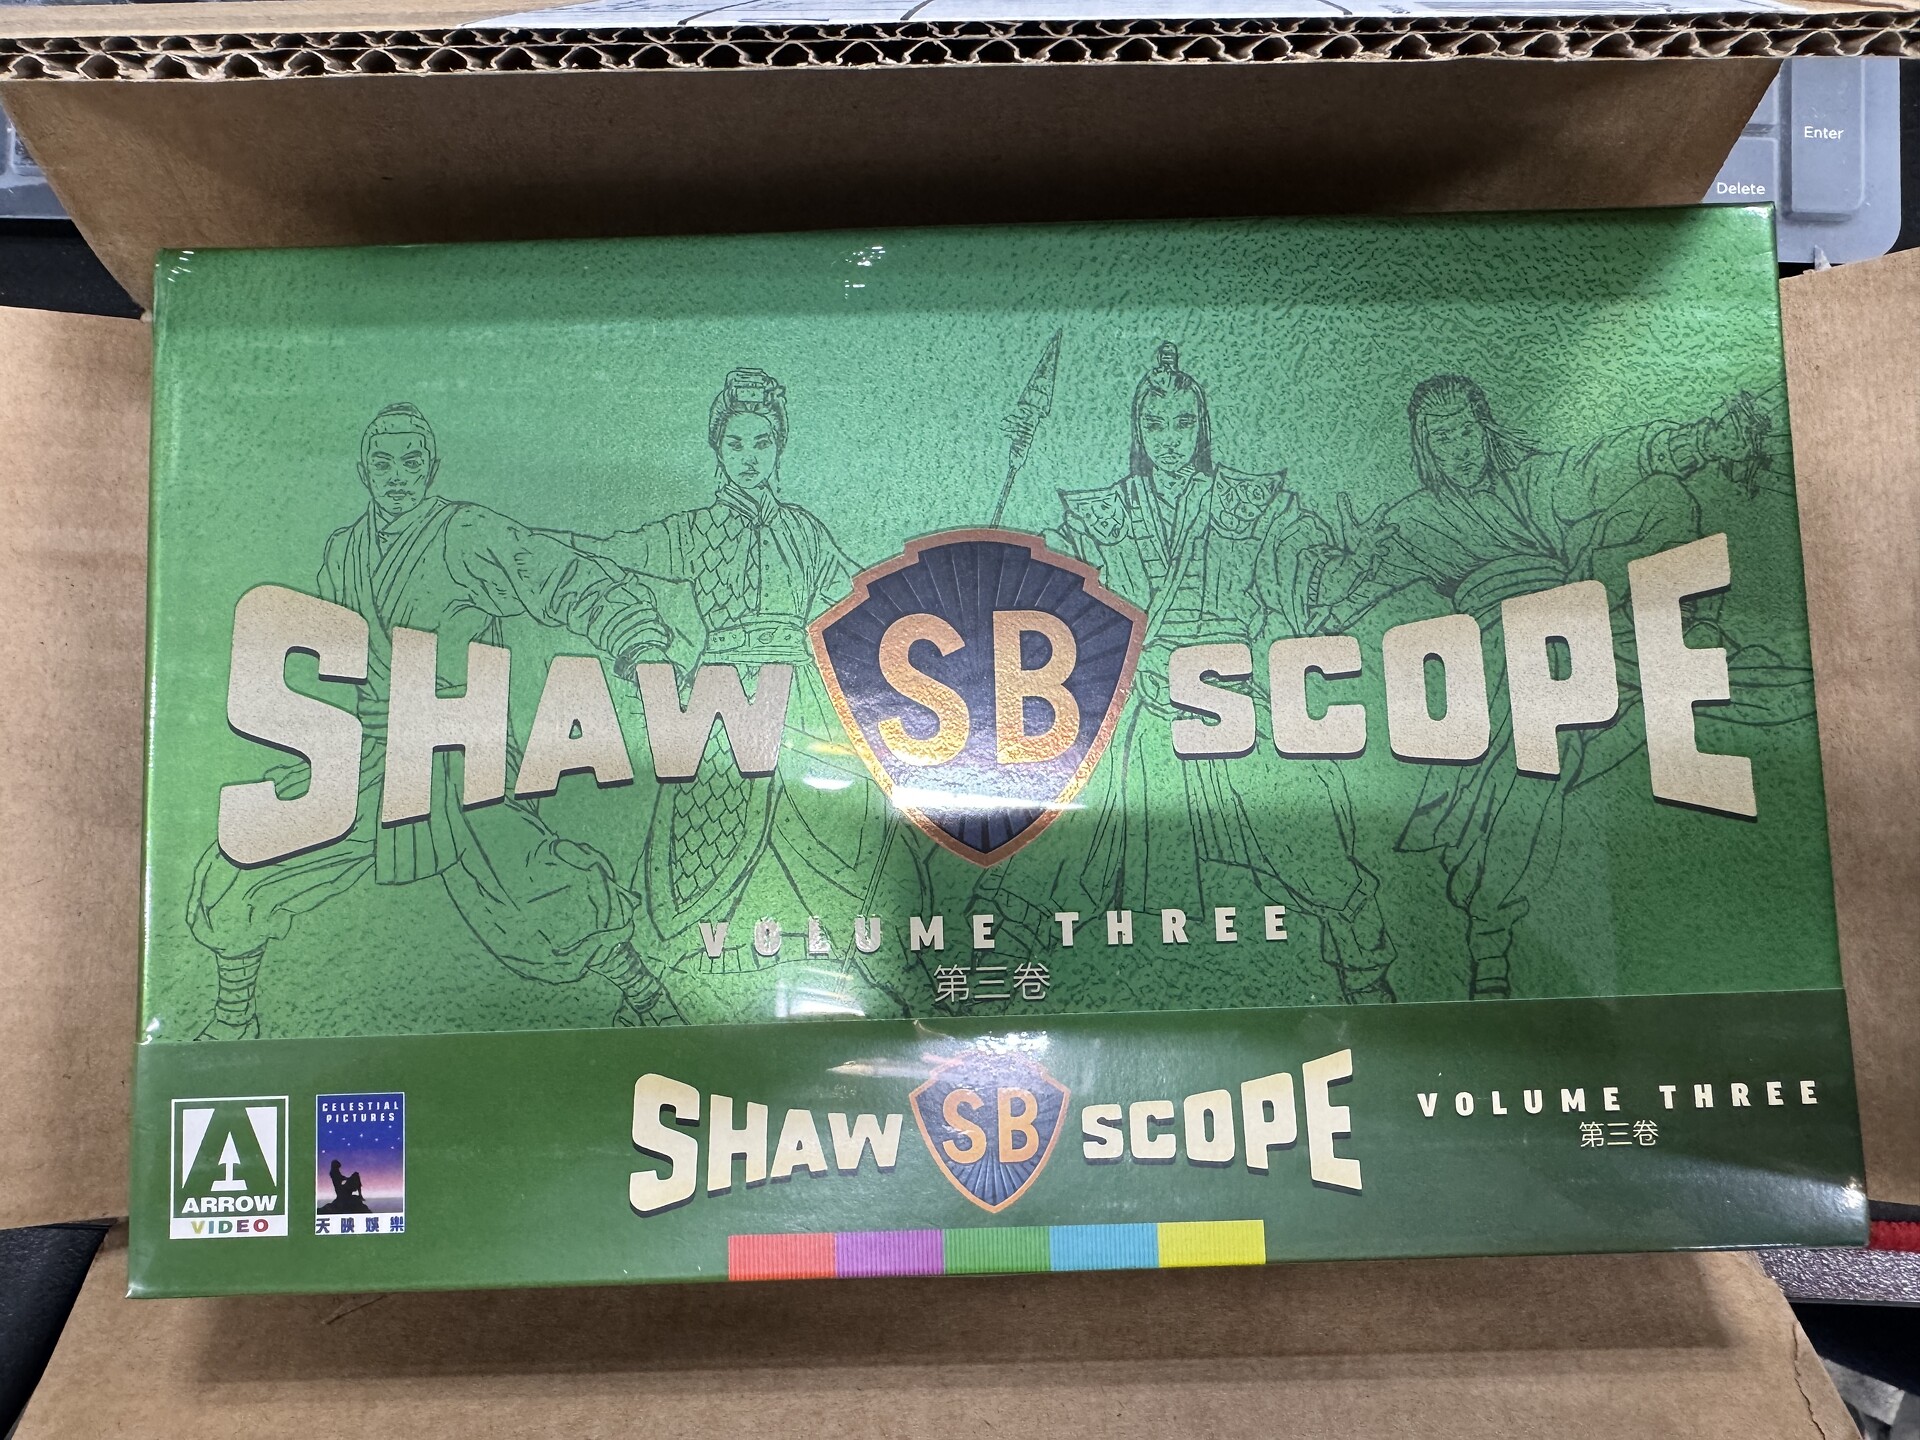 Enter
Delete
SHAW SB SCOPE
VOLUME THREE
第三卷
ARROW
VIDEO
CELESTIAL
PICTURES
天映娛樂
SHAW SB SCOPE
VOLUME THREE
第三卷